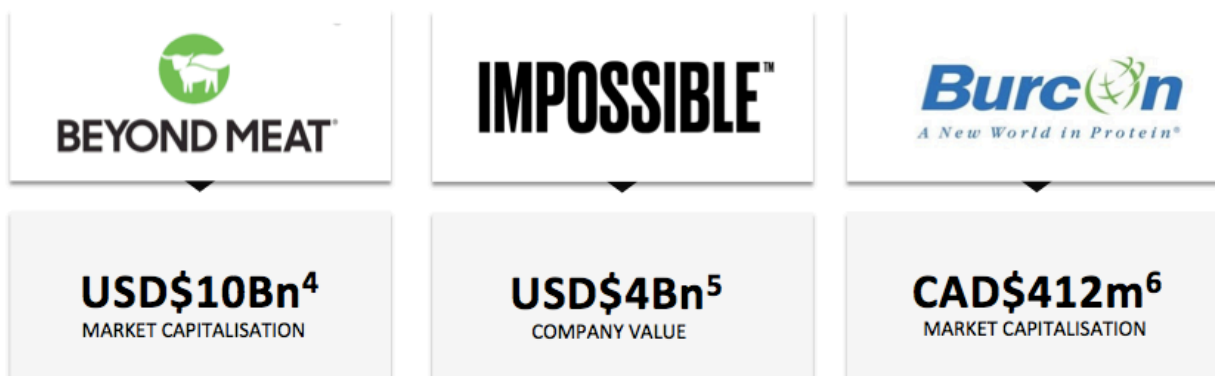 BEYOND MEAT®
USD$10Bn⁴
MARKET CAPITALISATION
IMPOSSIBLE™
USD$4Bn⁵
COMPANY VALUE
Burcon
A New World in Protein®
CAD$412m⁶
MARKET CAPITALISATION